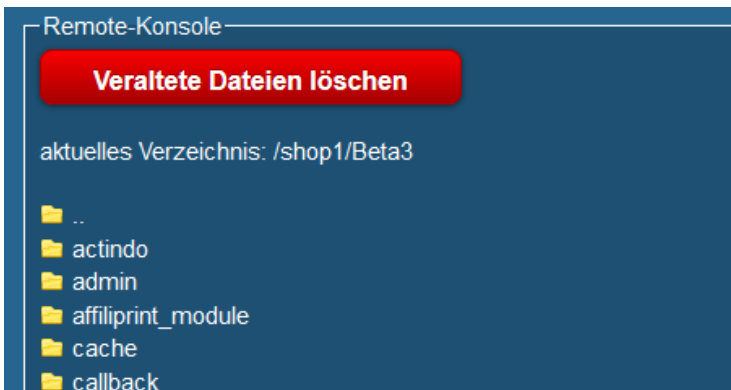 Remote-Konsole
Veraltete Dateien löschen
aktuelles Verzeichnis: /shop1/Beta3
..
actindo
admin
affiliprint_module
cache
callback